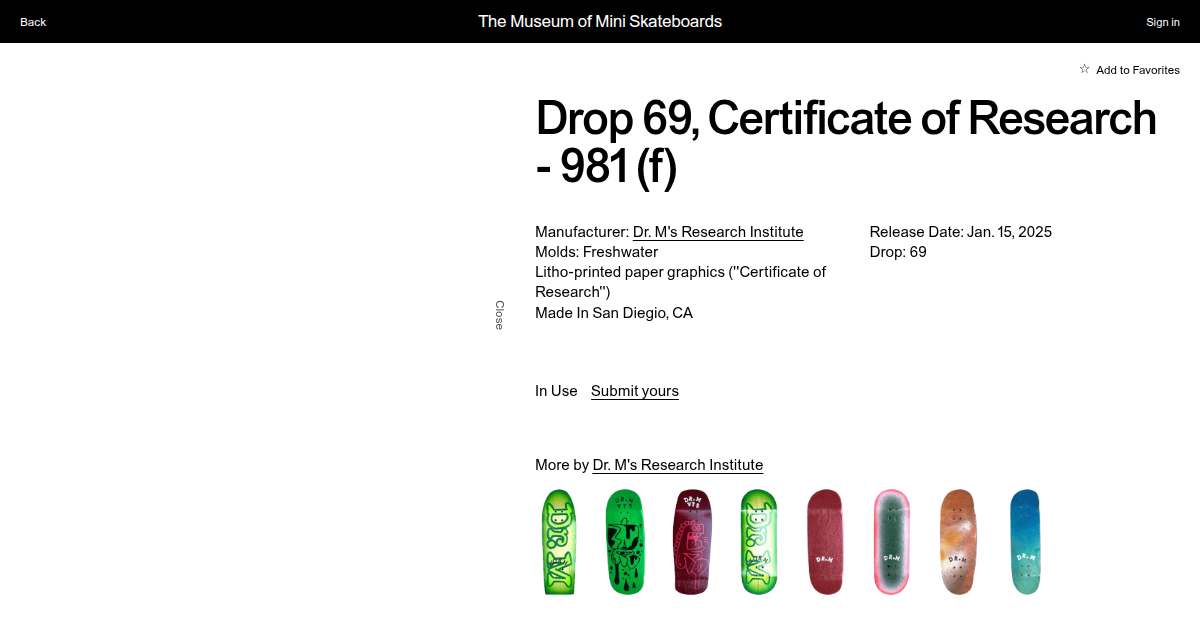 Back
The Museum of Mini Skateboards
Sign in
☆ Add to Favorites
Drop 69, Certificate of Research
- 981 (f)
Manufacturer: Dr. M's Research Institute
Molds: Freshwater
Litho-printed paper graphics ("Certificate of
Research")
Made In San Diegio, CA
Release Date: Jan. 15, 2025
Drop: 69
Close
In Use Submit yours
More by Dr. M's Research Institute